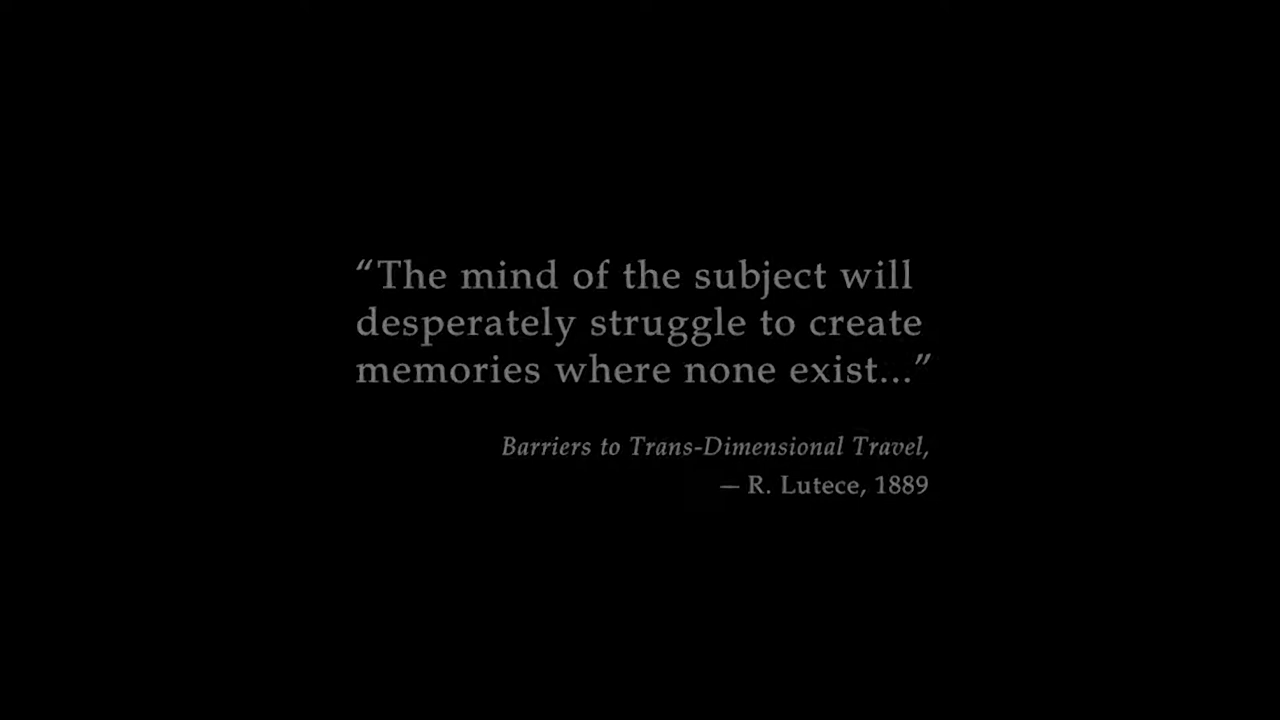 “The mind of the subject will
desperately struggle to create
memories where none exist...”
Barriers to Trans-Dimensional Travel,
— R. Lutece, 1889